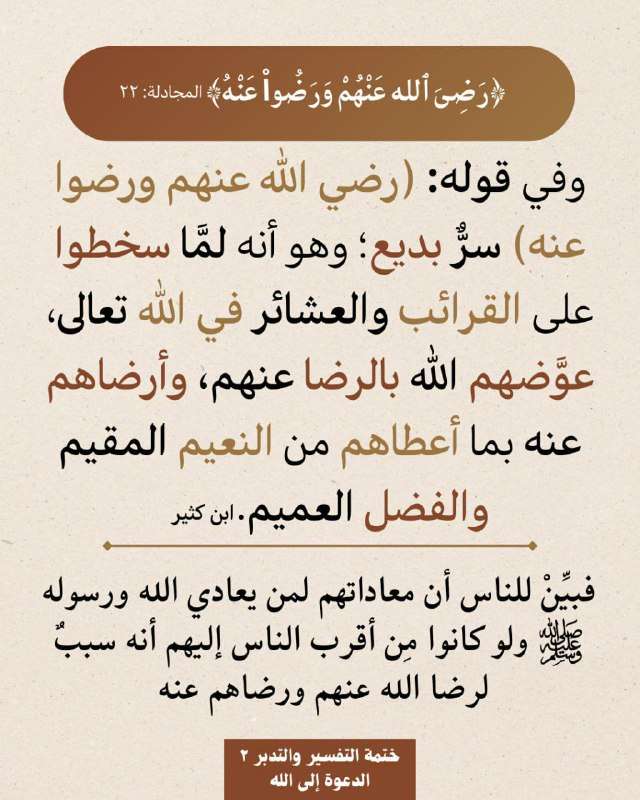 ﴿رَضِيَ ٱلله عَنْهُمْ وَرَضُوا۟ عَنْهُ﴾ المجادلة: ٢٢
وفي قوله: (رضي الله عنهم ورضوا
عنه) سرٌّ بديع؛ وهو أنه لمَّا سخطوا
على القرائب والعشائر في الله تعالى،
عوَّضهم الله بالرضا عنهم، وأرضاهم
عنه بما أعطاهم من النعيم المقيم
والفضل العميم. ابن كثير
فبيِّنْ للناس أن معاداتهم لمن يعادي الله ورسوله
ﷺ ولو كانوا مِن أقرب الناس إليهم أنه سببٌ
لرضا الله عنهم ورضاهم عنه
ختمة التفسير والتدبر ٢
الدعوة إلى الله